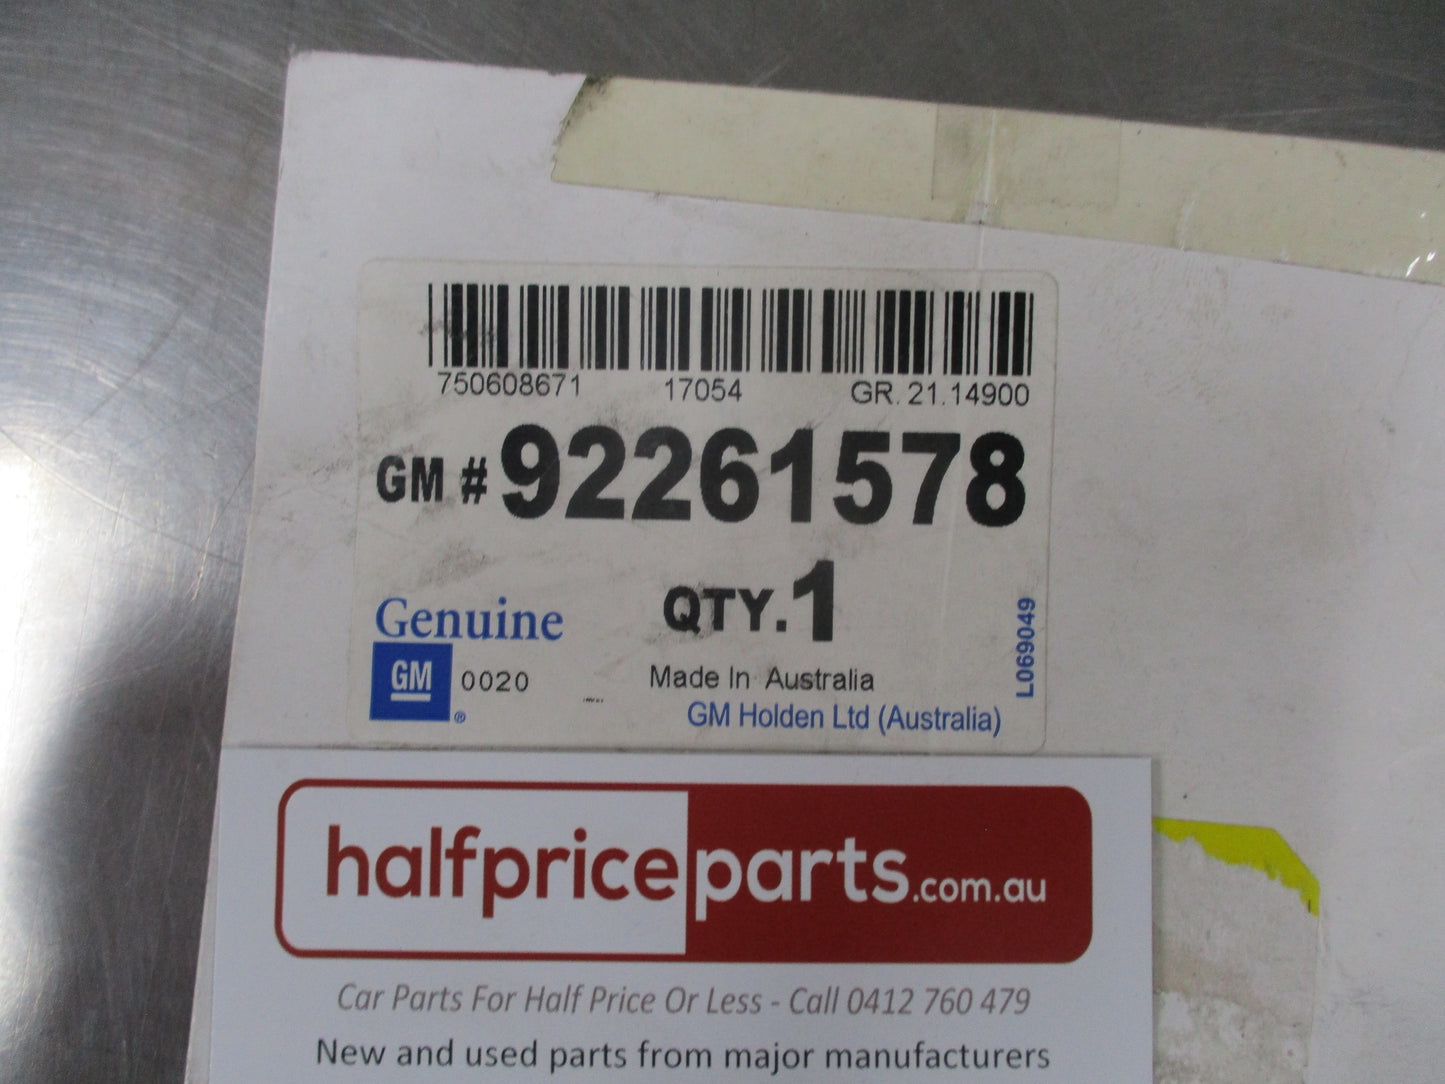 750608671 17054 GR. 21.14900
GM # 92261578
QTY. 1
Genuine
GM 0020
®
Made In Australia
GM Holden Ltd (Australia)
L069049
halfpriceparts.com.au
Car Parts For Half Price Or Less - Call 0412 760 479
New and used parts from major manufacturers